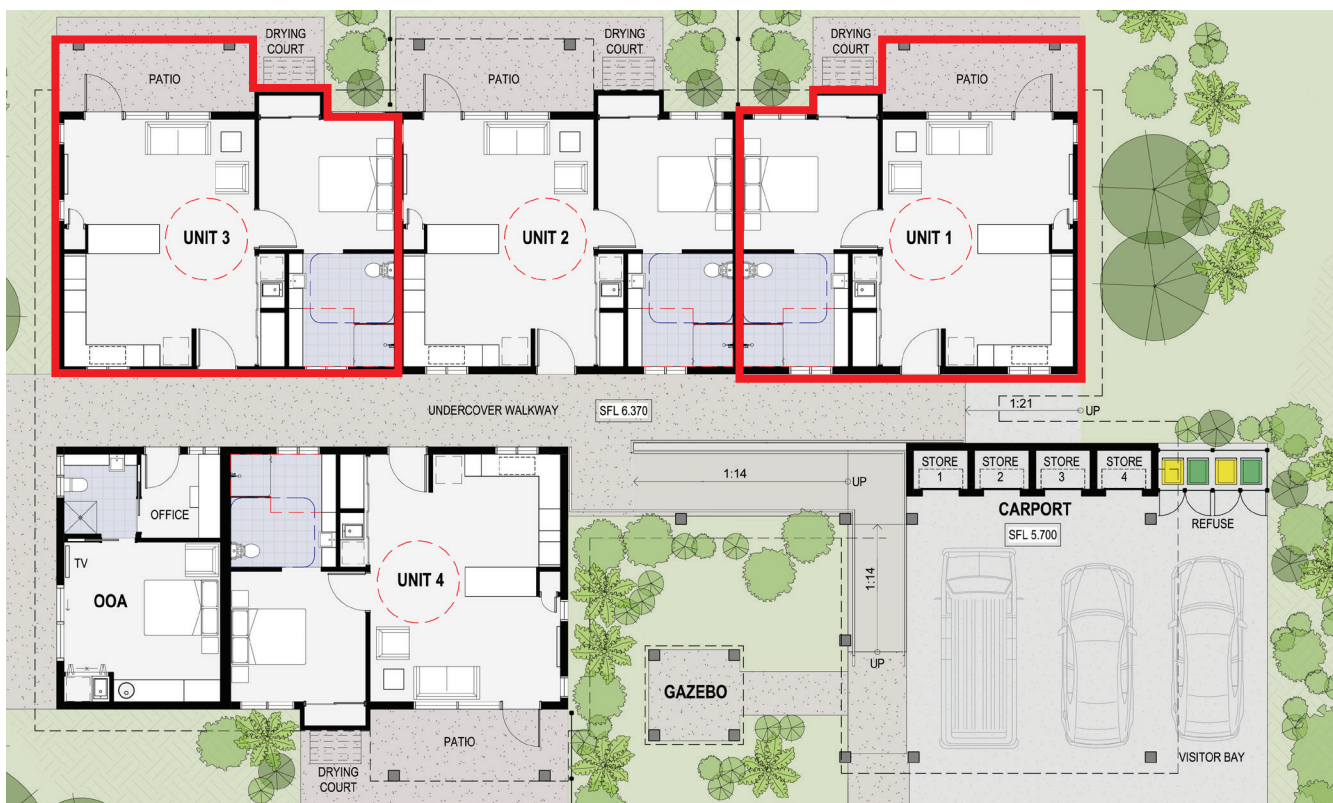 DRYING
COURT
DRYING
COURT
DRYING
COURT
PATIO
PATIO
PATIO
UNIT 3
UNIT 2
UNIT 1
UNDERCOVER WALKWAY
SFL 6.370
1:21
UP
1:14
UP
STORE
1
STORE
2
STORE
3
STORE
4
CARPORT
REFUSE
SFL 5.700
OFFICE
TV
OOA
UNIT 4
1:14
UP
GAZEBO
PATIO
VISITOR BAY
DRYING
COURT